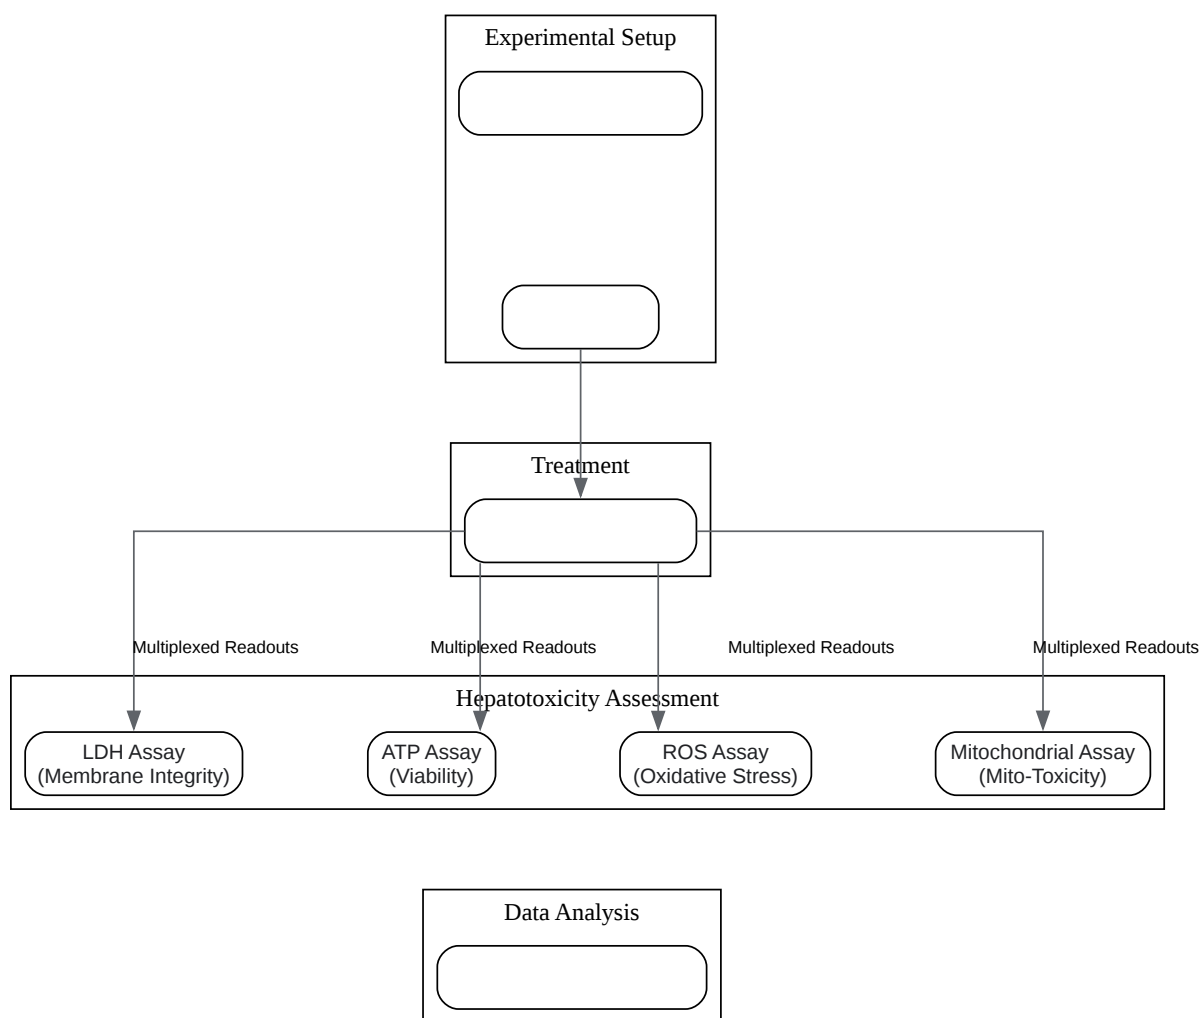 Experimental Setup
Treatment
Multiplexed Readouts Multiplexed Readouts Multiplexed Readouts Multiplexed Readouts
Hepatotoxicity Assessment
LDH Assay
(Membrane Integrity)
ATP Assay
(Viability)
ROS Assay
(Oxidative Stress)
Mitochondrial Assay
(Mito-Toxicity)
Data Analysis